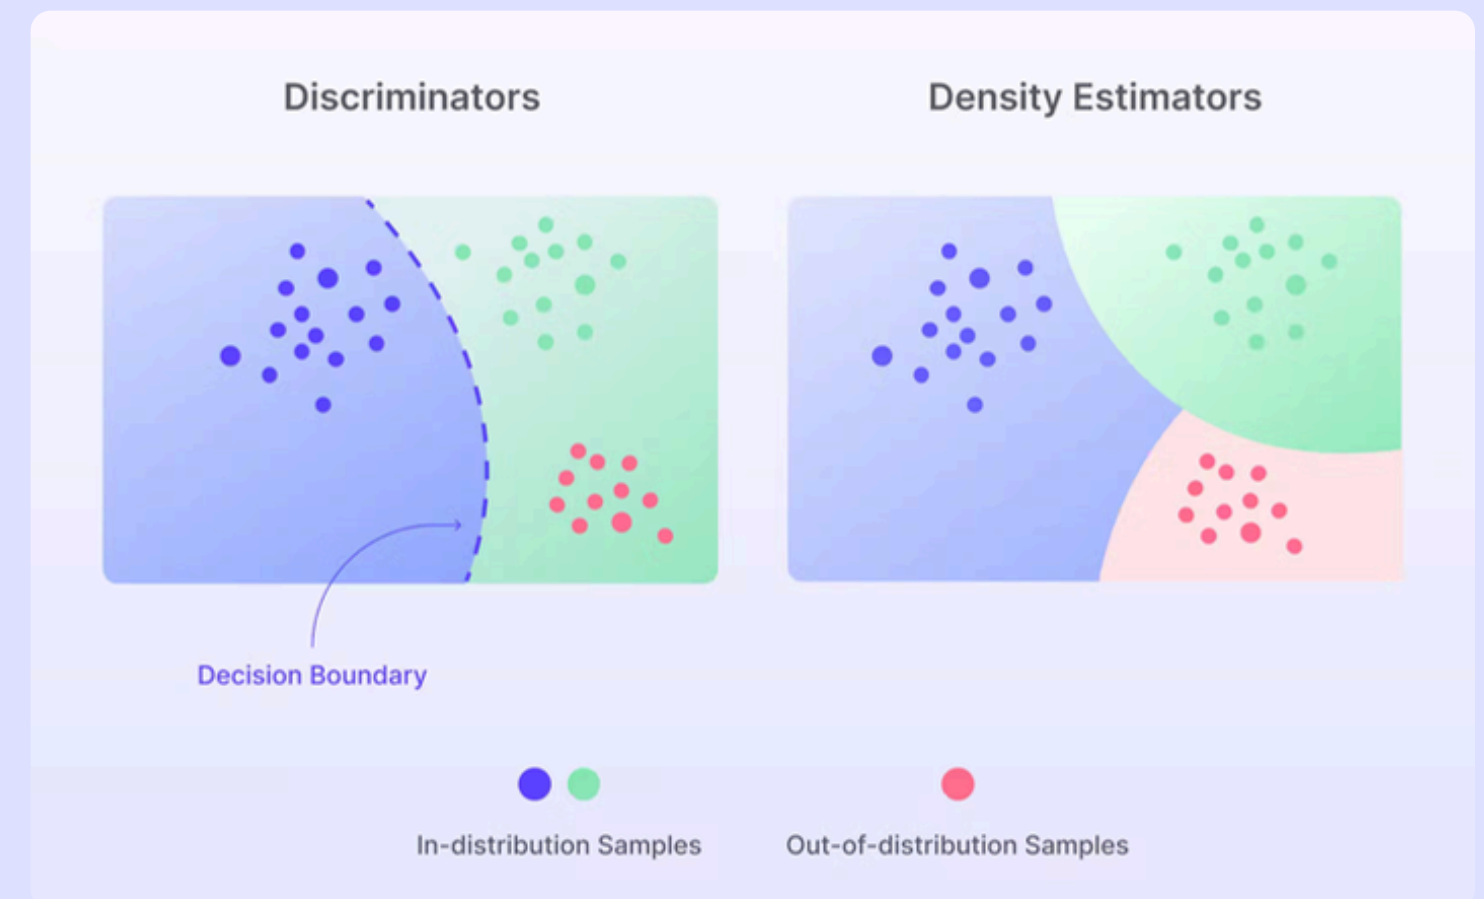 Discriminators
Density Estimators
Decision Boundary
In-distribution Samples
Out-of-distribution Samples